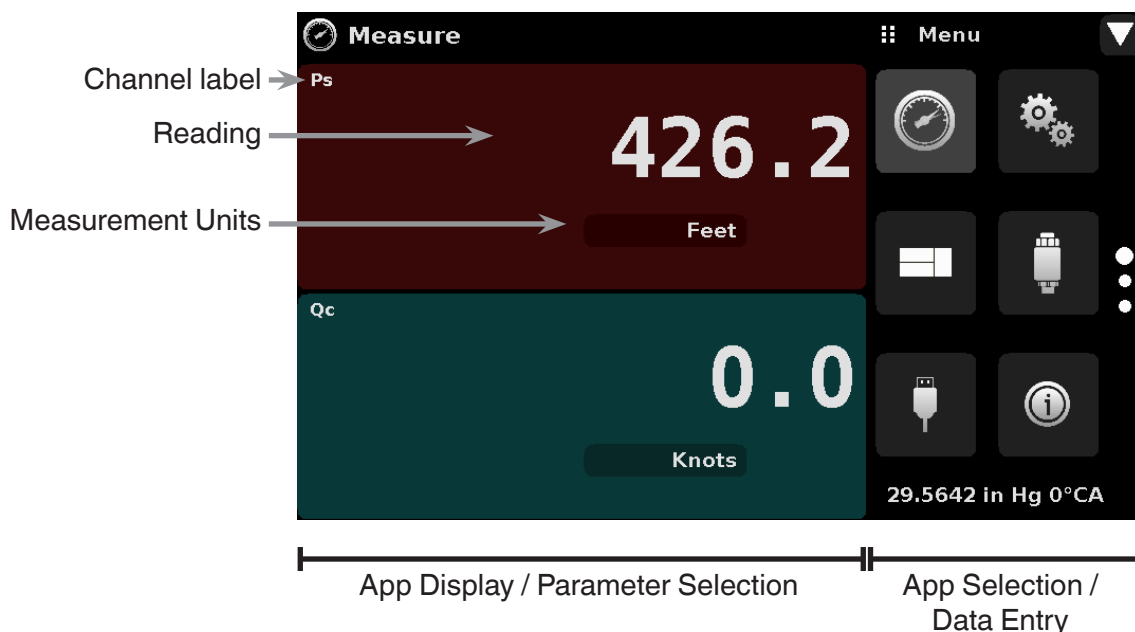 Measure
Menu
Channel label
Ps
Reading
426.2
Measurement Units
Feet
Qc
0.0
Knots
29.5642 in Hg 0°CA
App Display / Parameter Selection
App Selection /
Data Entry